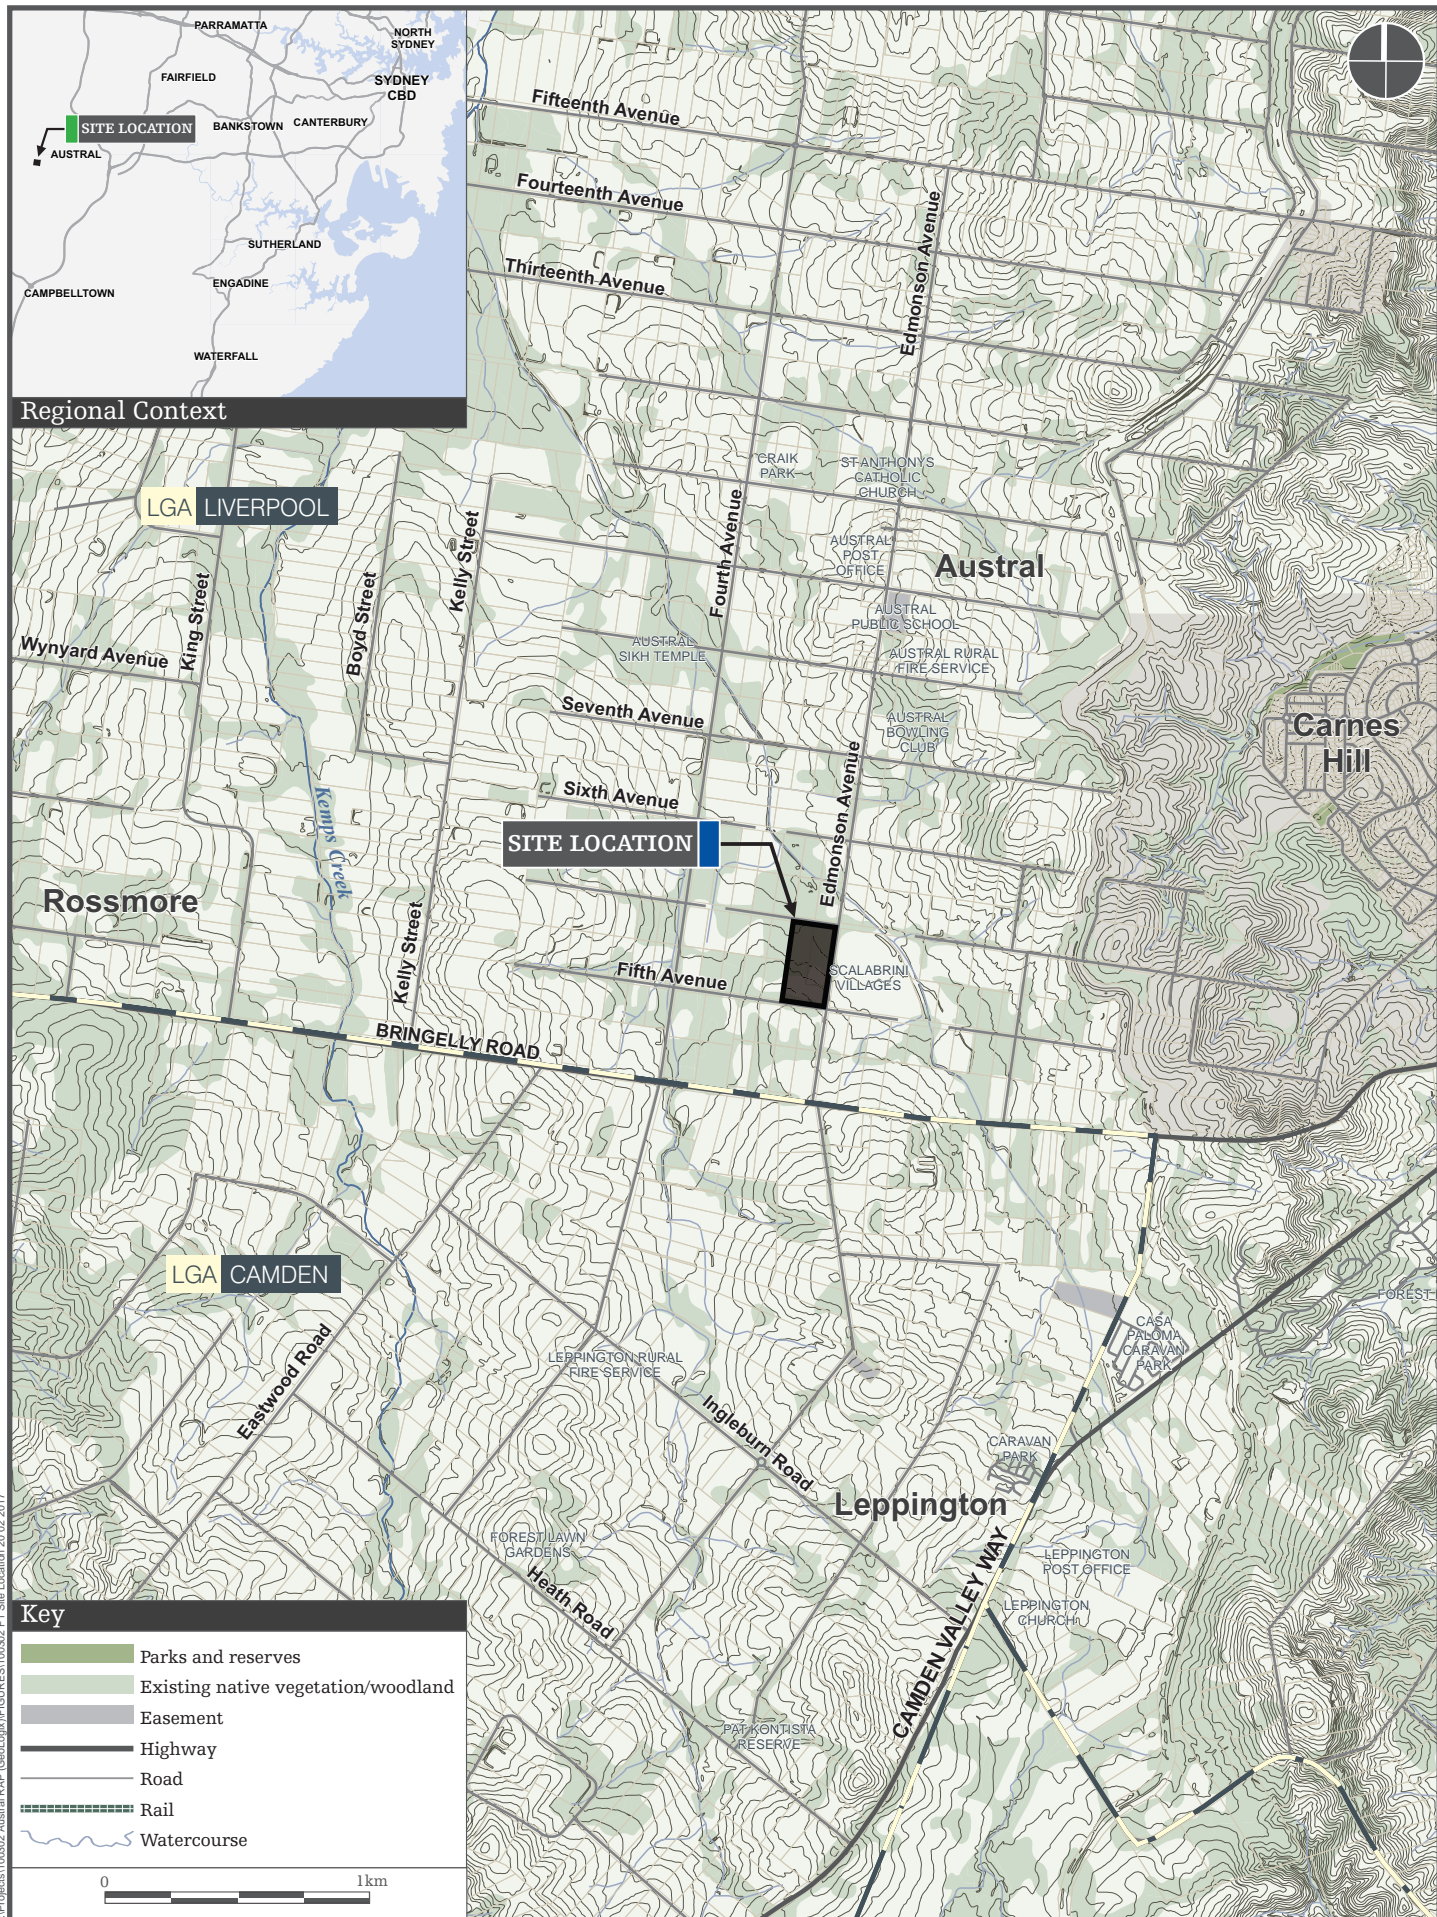 PARRAMATTA
NORTH
SYDNEY
FAIRFIELD
SYDNEY
CBD
SITE LOCATION
BANKSTOWN
CANTERBURY
AUSTRAL
SUTHERLAND
ENGADINE
CAMPBELLTOWN
WATERFALL
Regional Context
Fifteenth Avenue
Fourteenth Avenue
Thirteenth Avenue
Edmonson Avenue
CRAIK
PARK
ST ANTHONYS
CATHOLIC
CHURCH
LGA LIVERPOOL
Kelly Street
Fourth Avenue
AUSTRAL
POST
OFFICE
Austral
King Street
Boyd Street
AUSTRAL
PUBLIC SCHOOL
Wynyard Avenue
AUSTRAL
SIKH TEMPLE
AUSTRAL RURAL
FIRE SERVICE
Seventh Avenue
AUSTRAL
BOWLING
CLUB
Carnes
Hill
Kemps Creek
Sixth Avenue
Edmonson Avenue
SITE LOCATION
Rossmore
Kelly Street
Fifth Avenue
SCALABRINI
VILLAGES
BRINGELLY ROAD
LGA CAMDEN
FOREST
CASA
PALOMA
CARAVAN
PARK
Eastwood Road
LEPPINGTON RURAL
FIRE SERVICE
Ingleburn Road
CARAVAN
PARK
Leppington
FOREST LAWN
GARDENS
Heath Road
CAMDEN VALLEY WAY
LEPPINGTON
POST OFFICE
LEPPINGTON
CHURCH
PAT KONTISTA
RESERVE
Key
Parks and reserves
Existing native vegetation/woodland
Easement
Highway
Road
Rail
Watercourse
0 1km